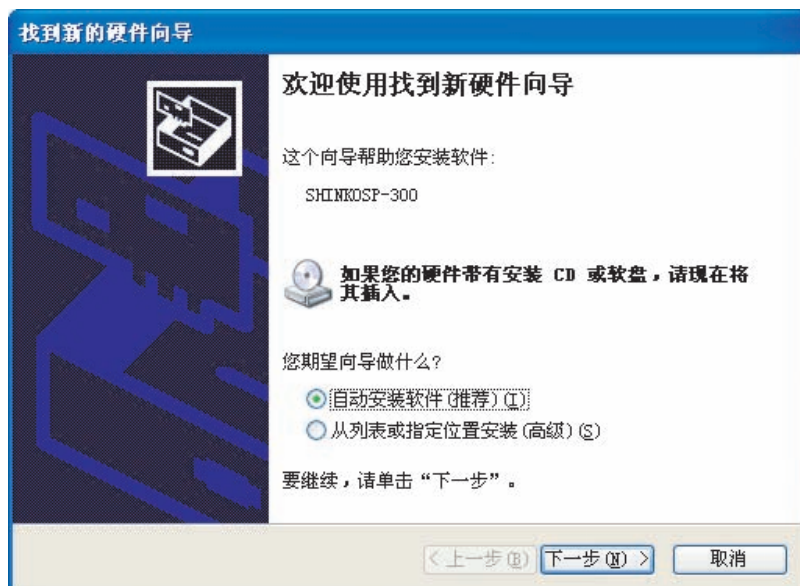 找到新的硬件向导
欢迎使用找到新硬件向导
这个向导帮助您安装软件:
SHINKOSP-300
如果您的硬件带有安装 CD 或软盘，请现在将
其插入。
您期望向导做什么?
自动安装软件(推荐)(I)
从列表或指定位置安装(高级)(S)
要继续，请单击“下一步”。
< 上一步(B) 下一步(N) > 取消